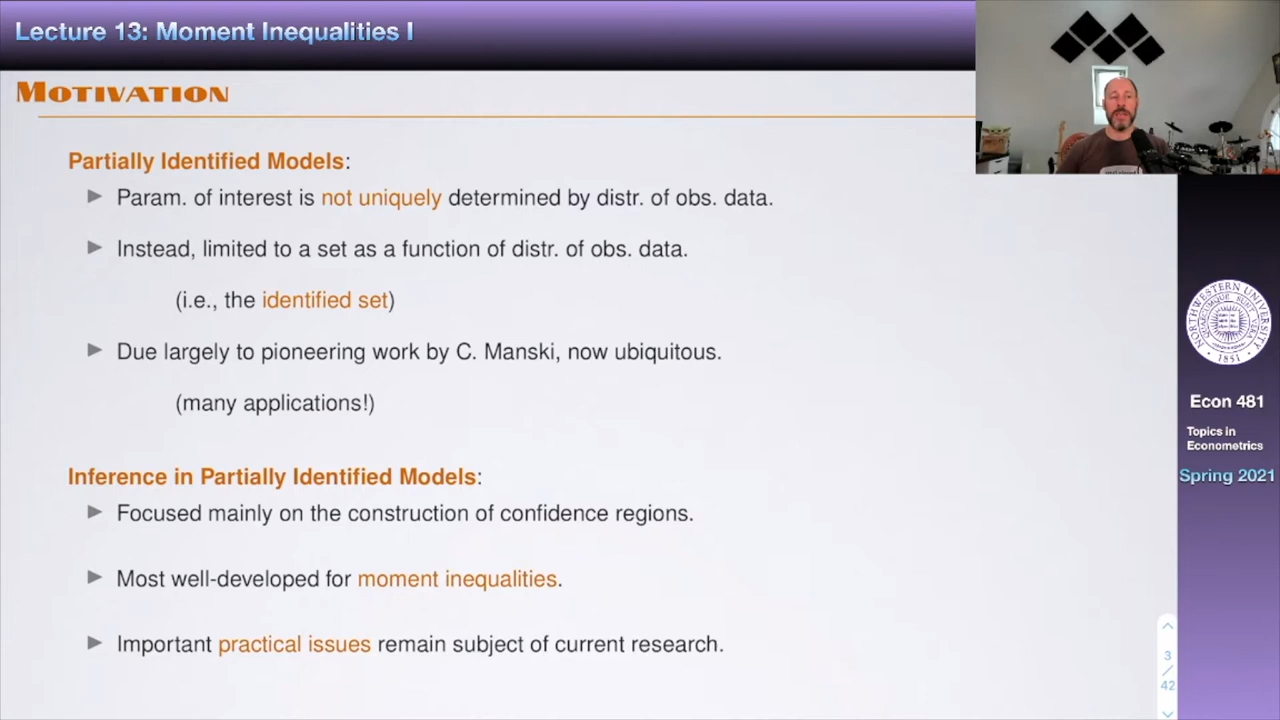 Lecture 13: Moment Inequalities I
MOTIVATION
Partially Identified Models:
Param. of interest is not uniquely determined by distr. of obs. data.
Instead, limited to a set as a function of distr. of obs. data.
(i.e., the identified set)
Due largely to pioneering work by C. Manski, now ubiquitous.
(many applications!)
Inference in Partially Identified Models:
Focused mainly on the construction of confidence regions.
Most well-developed for moment inequalities.
Important practical issues remain subject of current research.
NORTHWESTERN UNIVERSITY
1851
Econ 481
Topics in
Econometrics
Spring 2021
3
/
42